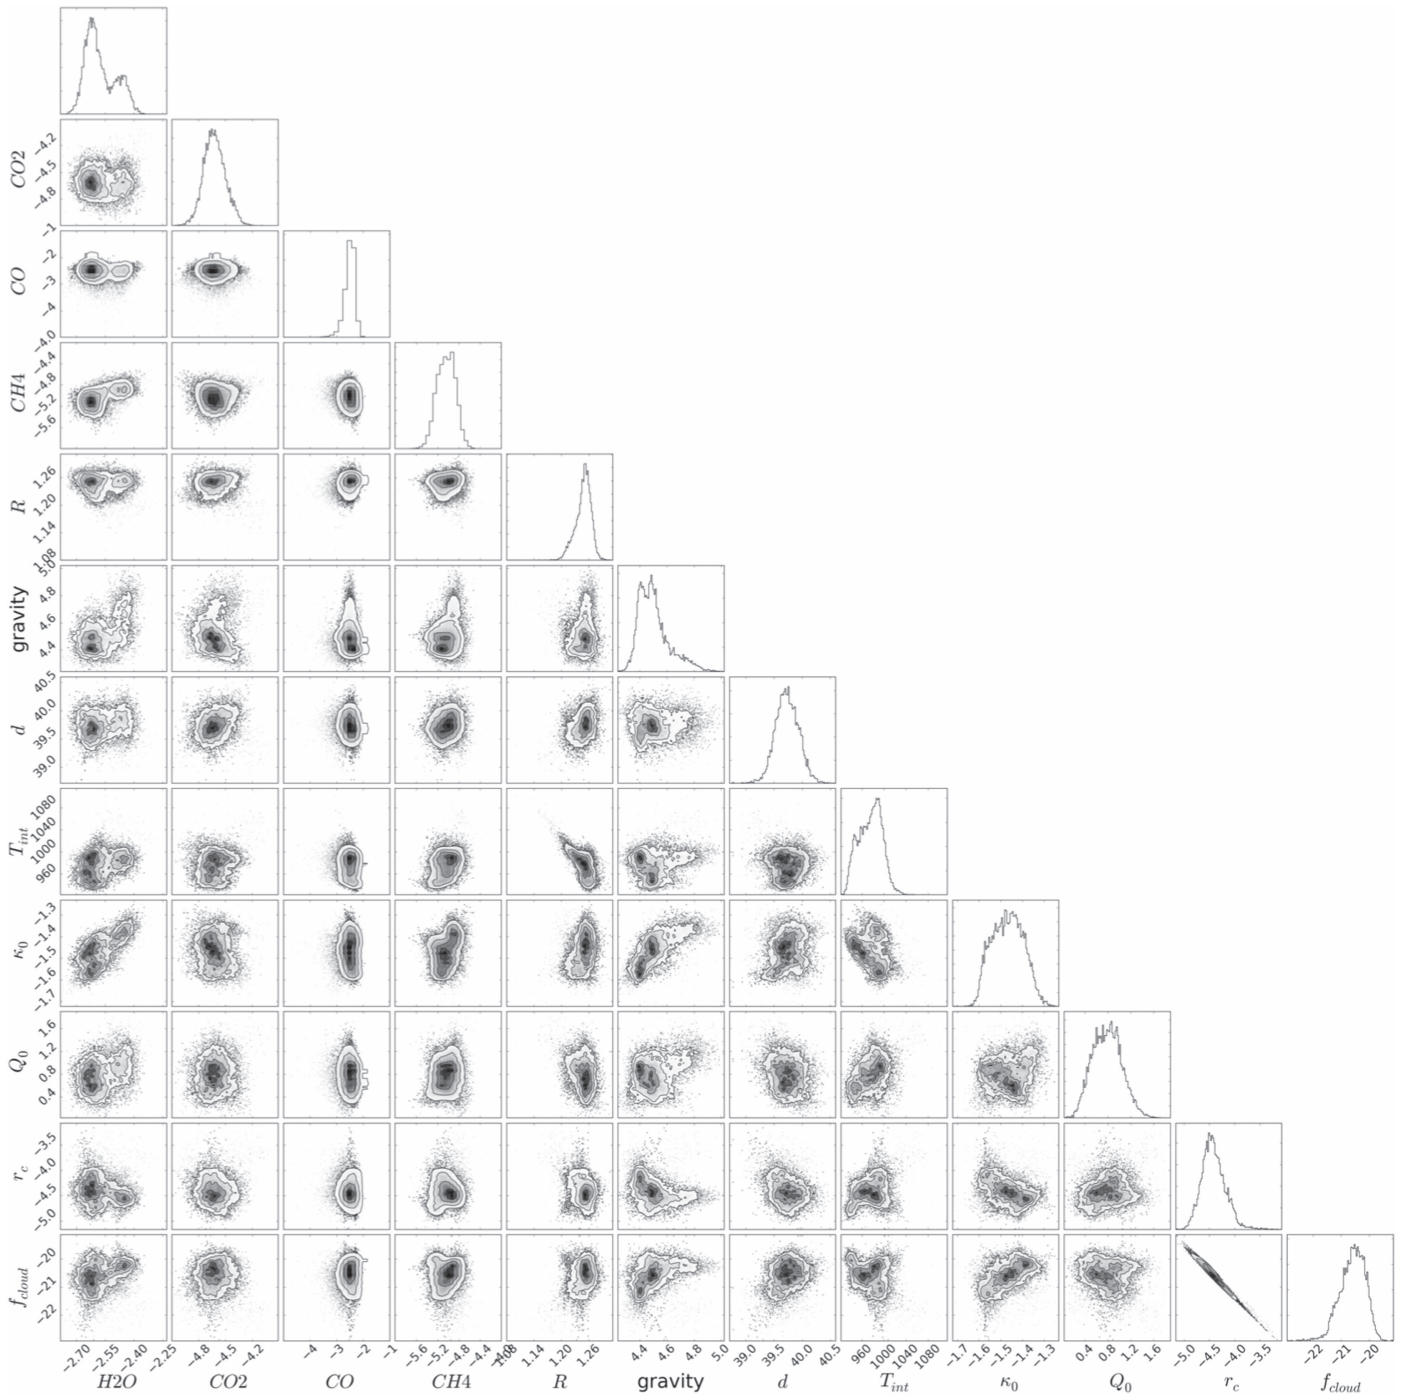 CO2 −4.2 −4.5 −4.8
CO −1 −2 −3 −4
CH4 −4.0 −4.4 −4.8 −5.2 −5.6
R 1.26 1.20 1.14 1.08
gravity 5.0 4.8 4.6 4.4
d 40.5 40.0 39.5 39.0
T_int 1080 1040 1000 960
κ_0 −1.3 −1.4 −1.5 −1.6 −1.7
Q_0 1.6 1.2 0.8 0.4
r_c −3.5 −4.0 −4.5 −5.0
f_cloud −20 −21 −22
−2.70 −2.55 −2.40 −2.25 −4.8 −4.5 −4.2 −4 −3 −2 −1 −5.6 −5.2 −4.8 −4.4 1.08 1.14 1.20 1.26 4.4 4.6 4.8 5.0 39.0 39.5 40.0 40.5 960 1000 1040 1080 −1.7 −1.6 −1.5 −1.4 −1.3 0.4 0.8 1.2 1.6 −5.0 −4.5 −4.0 −3.5 −22 −21 −20
H2O CO2 CO CH4 R gravity d T_int κ_0 Q_0 r_c f_cloud